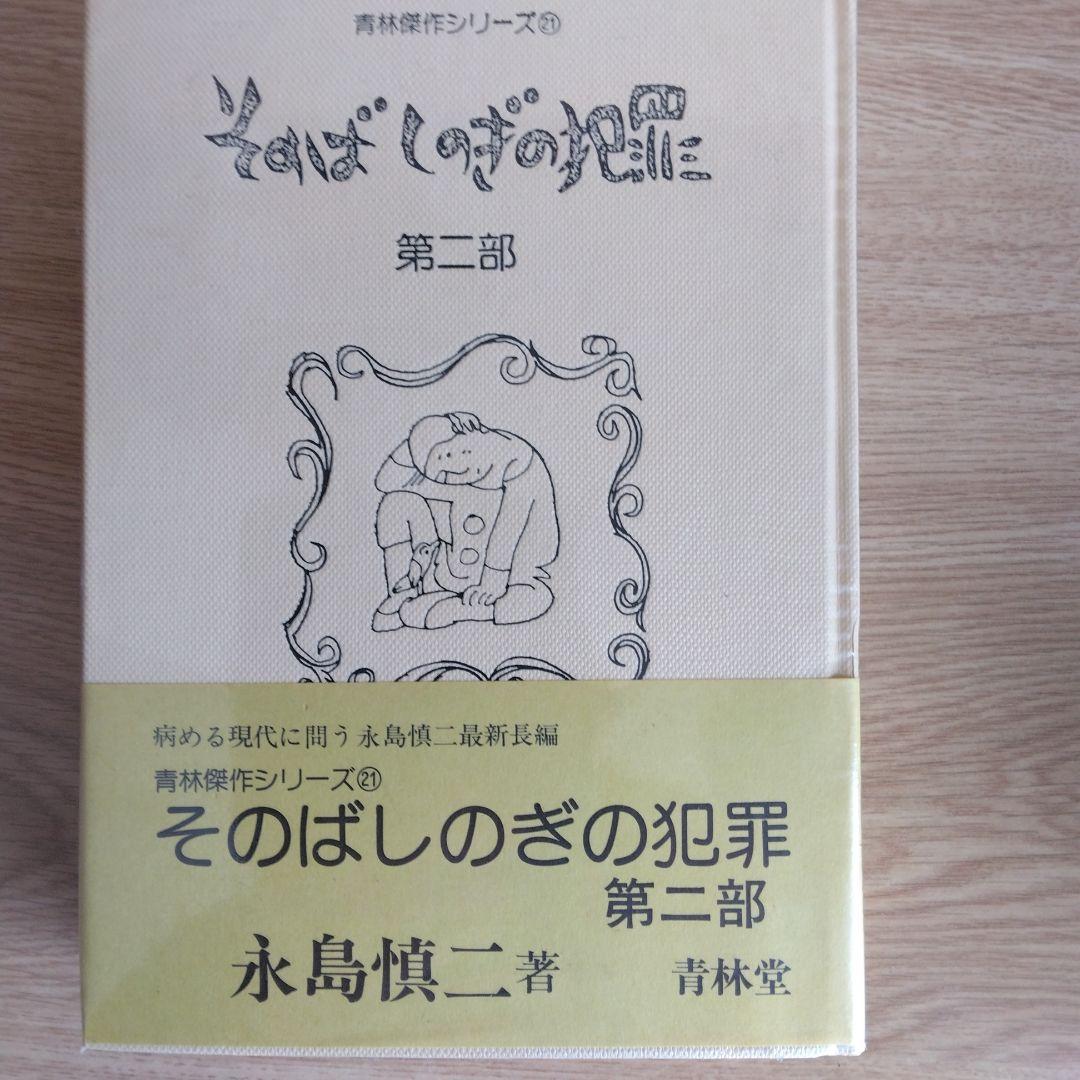 青林傑作シリーズ㉑
そのばしのぎの犯罪
第二部
病める現代に問う永島慎二最新長編
青林傑作シリーズ㉑
そのばしのぎの犯罪
第二部
永島慎二著 青林堂